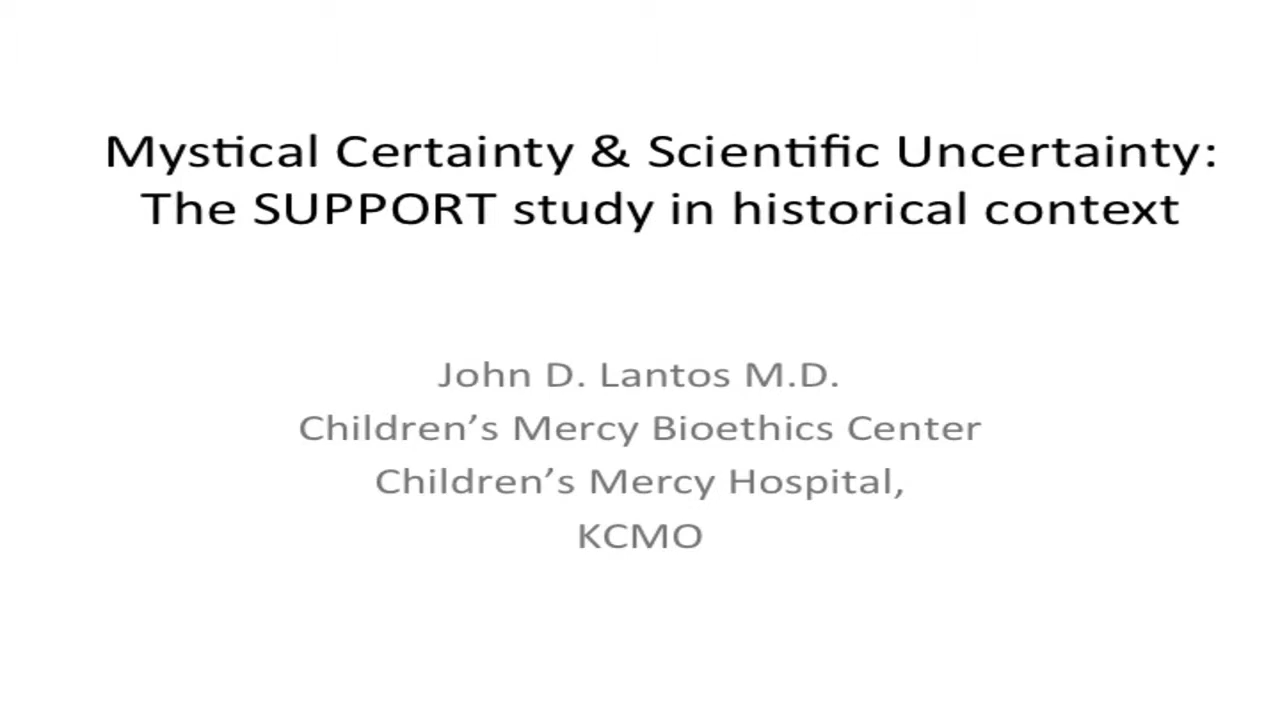 Mystical Certainty & Scientific Uncertainty:
The SUPPORT study in historical context
John D. Lantos M.D.
Children’s Mercy Bioethics Center
Children’s Mercy Hospital,
KCMO